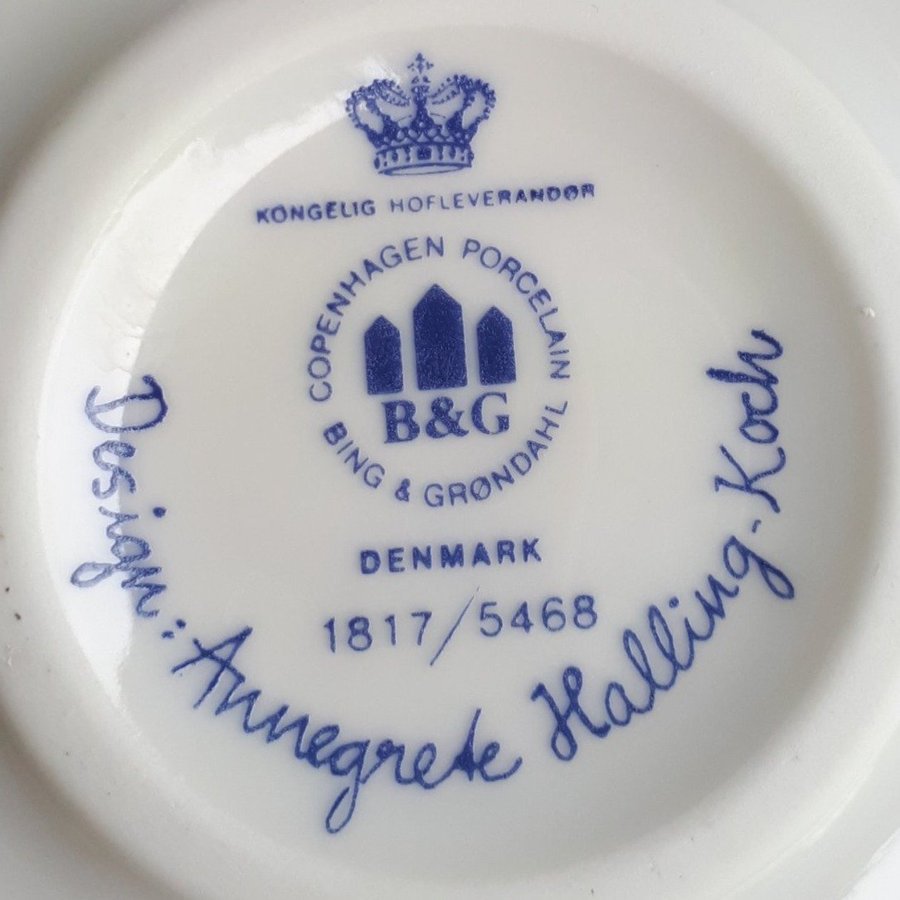 KONGELIG HOFLEVERANDØR
COPENHAGEN PORCELAIN
B&G
BING & GRØNDAHL
DENMARK
1817/5468
Design: Annegrete Halling-Koch